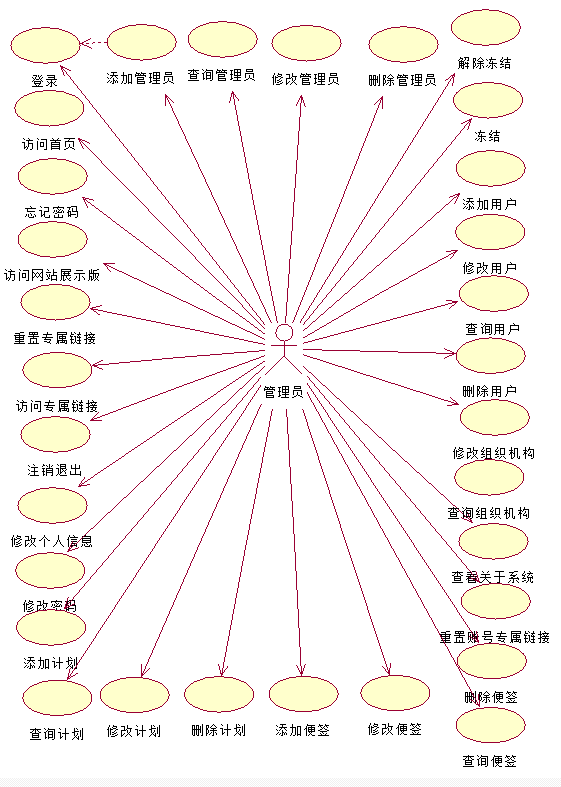 登录
添加管理员
查询管理员
修改管理员
删除管理员
解除冻结
访问首页
冻结
忘记密码
添加用户
访问网站展示版
修改用户
重置专属链接
查询用户
访问专属链接
管理员
删除用户
注销退出
修改组织机构
修改个人信息
查询组织机构
修改密码
查看关于系统
添加计划
重置账号专属链接
查询计划
修改计划
删除计划
添加便签
修改便签
删除便签
查询便签